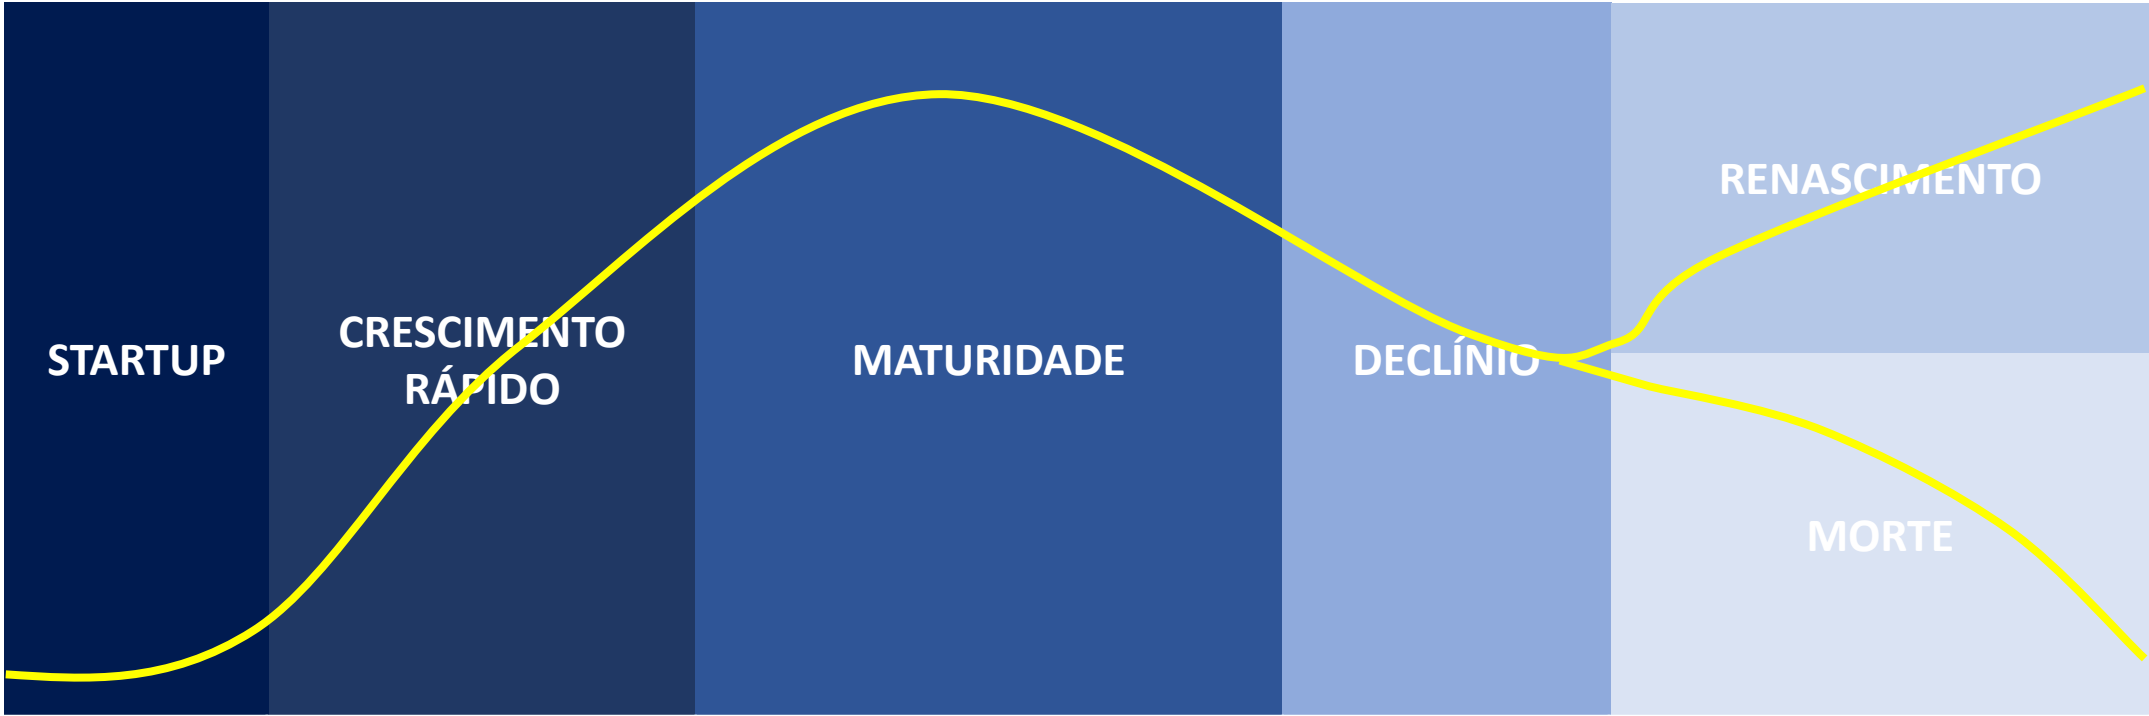 STARTUP
CRESCIMENTO
RÁPIDO
MATURIDADE
DECLÍNIO
RENASCIMENTO
MORTE